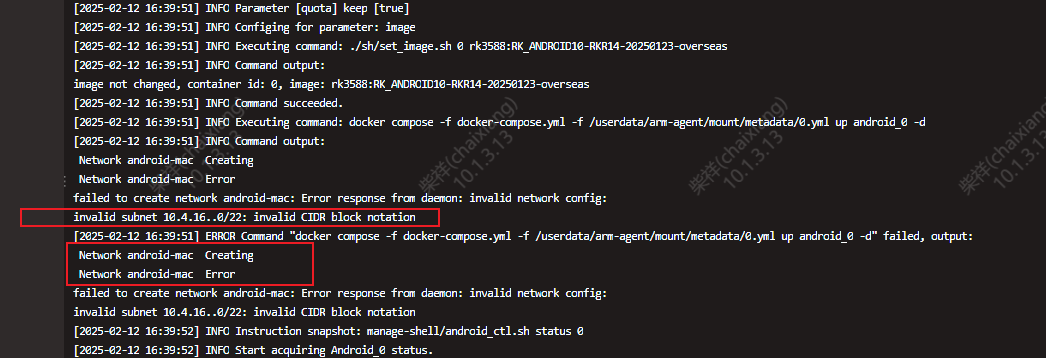 [2025-02-12 16:39:51] INFO Parameter [quota] keep [true]
[2025-02-12 16:39:51] INFO Configing for parameter: image
[2025-02-12 16:39:51] INFO Executing command: ./sh/set_image.sh 0 rk3588:RK_ANDROID10-RKR14-20250123-overseas
[2025-02-12 16:39:51] INFO Command output:
image not changed, container id: 0, image: rk3588:RK_ANDROID10-RKR14-20250123-overseas
[2025-02-12 16:39:51] INFO Command succeeded.
[2025-02-12 16:39:51] INFO Executing command: docker compose -f docker-compose.yml -f /userdata/arm-agent/mount/metadata/0.yml up android_0 -d
[2025-02-12 16:39:51] INFO Command output:
Network android-mac Creating
Network android-mac Error
failed to create network android-mac: Error response from daemon: invalid network config:
invalid subnet 10.4.16..0/22: invalid CIDR block notation
[2025-02-12 16:39:51] ERROR Command "docker compose -f docker-compose.yml -f /userdata/arm-agent/mount/metadata/0.yml up android_0 -d" failed, output:
Network android-mac Creating
Network android-mac Error
failed to create network android-mac: Error response from daemon: invalid network config:
invalid subnet 10.4.16..0/22: invalid CIDR block notation
[2025-02-12 16:39:52] INFO Instruction snapshot: manage-shell/android_ctl.sh status 0
[2025-02-12 16:39:52] INFO Start acquiring Android_0 status.
柴祥(chaixiang)
10.1.3.13
柴祥(chaixiang)
10.1.3.13
柴祥(chaixiang)
10.1.3.13
柴祥(chaixiang)
10.1.3.13